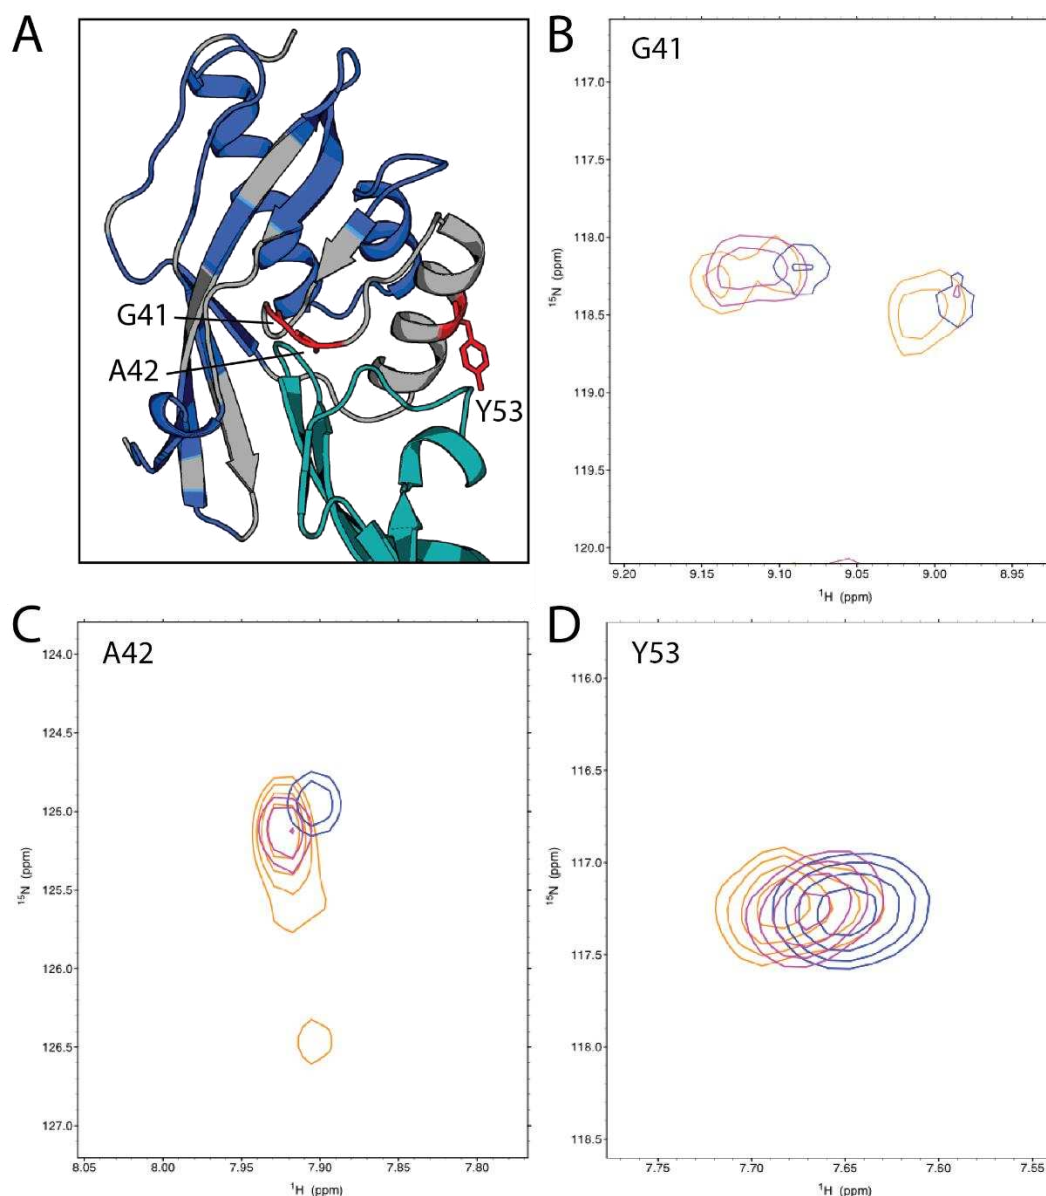 A
G41
A42
Y53
B
G41
117.0
117.5
118.0
118.5
119.0
119.5
120.0
¹⁵N (ppm)
9.20
9.15
9.10
9.05
9.00
8.95
¹H (ppm)
C
A42
124.0
124.5
125.0
125.5
126.0
126.5
127.0
¹⁵N (ppm)
8.05
8.00
7.95
7.90
7.85
7.80
¹H (ppm)
D
Y53
116.0
116.5
117.0
117.5
118.0
118.5
¹⁵N (ppm)
7.75
7.70
7.65
7.60
7.55
¹H (ppm)